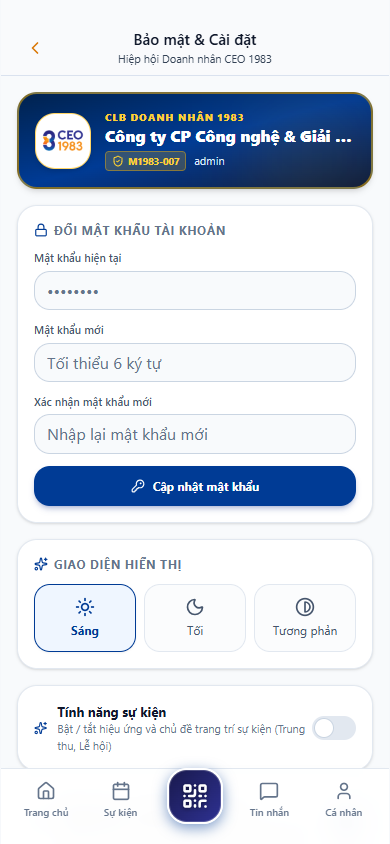 Bảo mật & Cài đặt
Hiệp hội Doanh nhân CEO 1983
CEO
1983
CLB DOANH NHÂN 1983
Công ty CP Công nghệ & Giải ...
M1983-007 admin
ĐỔI MẬT KHẨU TÀI KHOẢN
Mật khẩu hiện tại
••••••••
Mật khẩu mới
Tối thiểu 6 ký tự
Xác nhận mật khẩu mới
Nhập lại mật khẩu mới
Cập nhật mật khẩu
GIAO DIỆN HIỂN THỊ
Sáng
Tối
Tương phản
Tính năng sự kiện
Bật / tắt hiệu ứng và chủ đề trang trí sự kiện (Trung
thu, Lễ hội)
Trang chủ
Sự kiện
Tin nhắn
Cá nhân